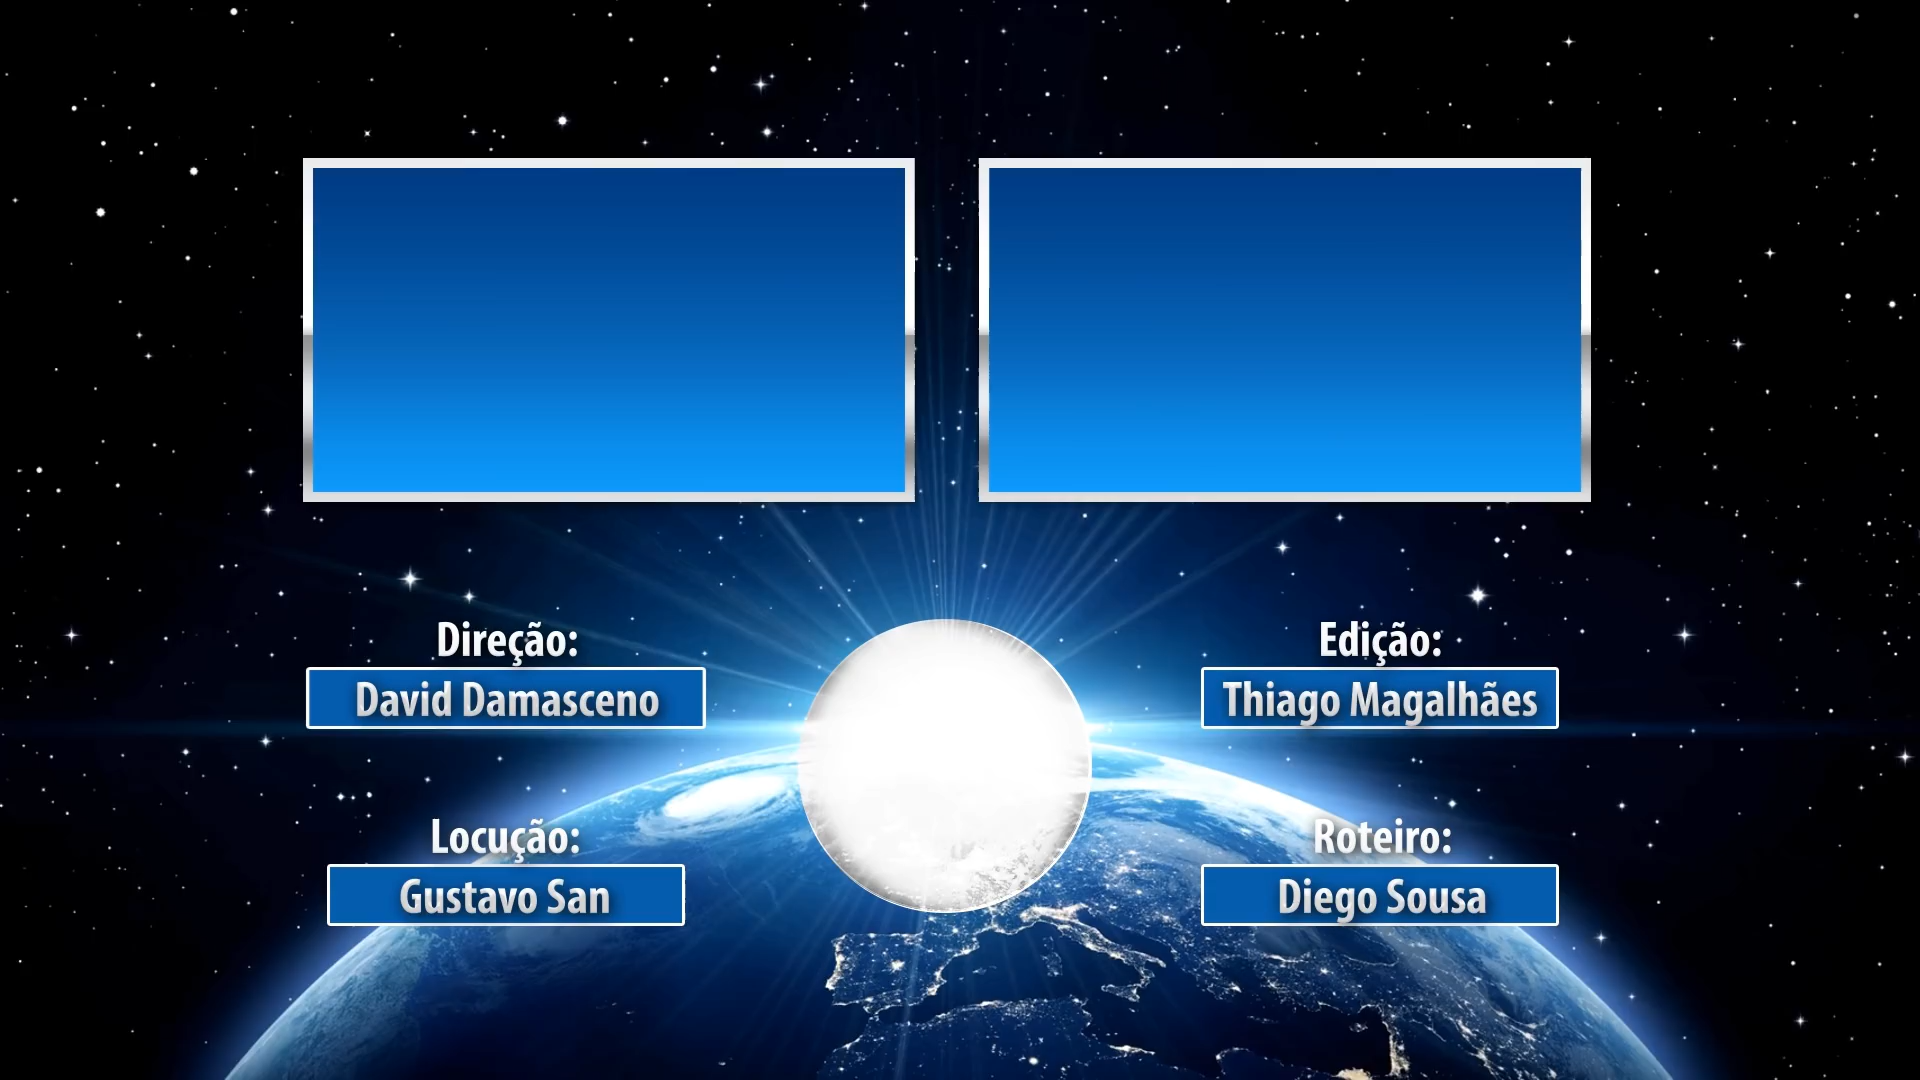 Direção:
David Damasceno
Locução:
Gustavo San
Edição:
Thiago Magalhães
Roteiro:
Diego Sousa